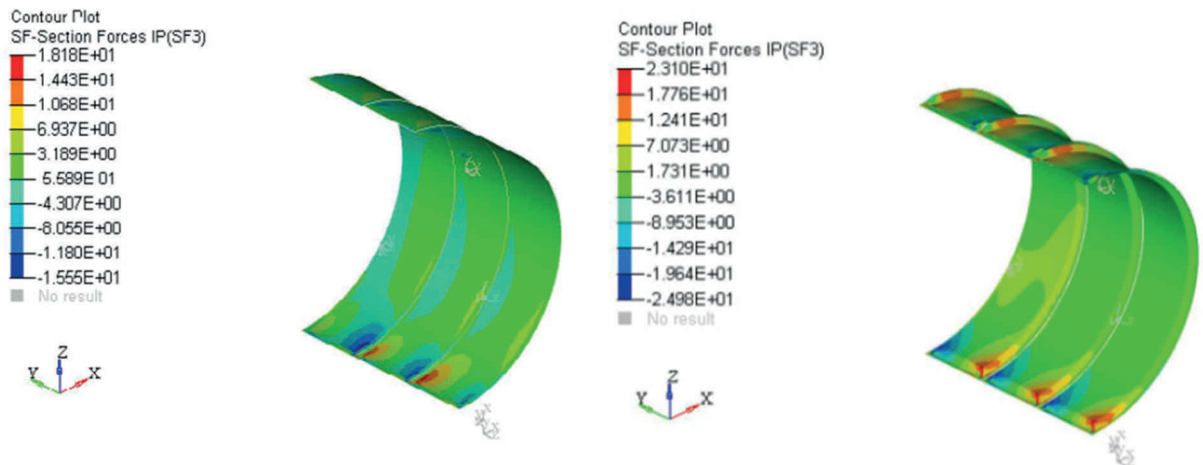 Contour Plot
SF-Section Forces IP(SF3)
1.818E+01
1.443E+01
1.068E+01
6.937E+00
3.189E+00
5.589E 01
-4.307E+00
-8.055E+00
-1.180E+01
-1.555E+01
No result
Z
Y
X
Contour Plot
SF-Section Forces IP(SF3)
2.310E+01
1.776E+01
1.241E+01
7.073E+00
1.731E+00
-3.611E+00
-8.953E+00
-1.429E+01
-1.964E+01
-2.498E+01
No result
Z
Y
X